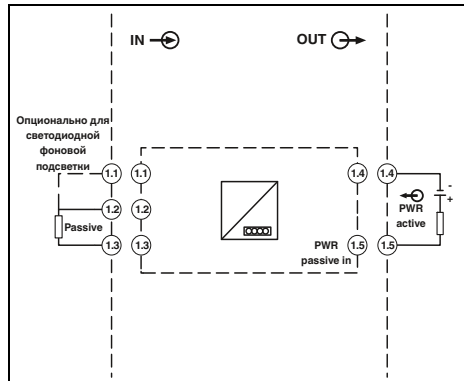 IN
OUT
Опционально для
светодиодной
фоновой
подсветки
1.1
1.1
1.4
1.4
-
+
1.2
1.2
PWR
active
Passive
1.3
1.3
PWR
passive in
1.5
1.5
0000